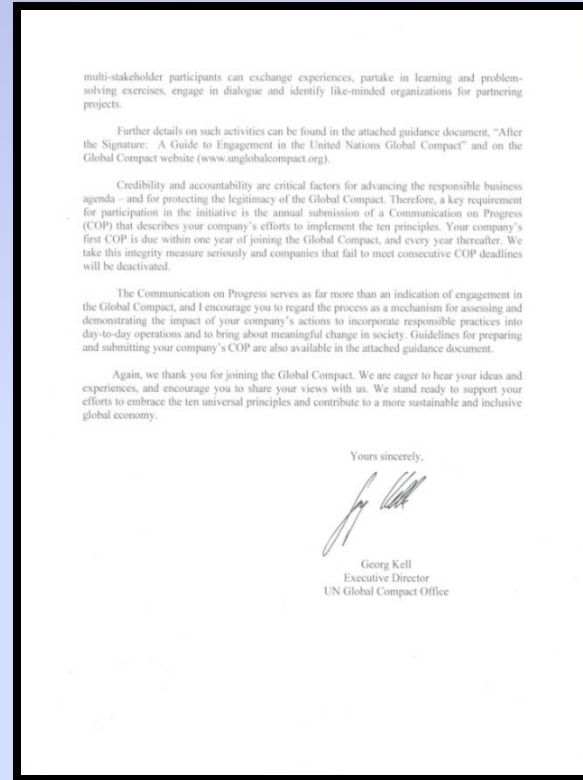 multi-stakeholder participants can exchange experiences, partake in learning and problem-
solving exercises, engage in dialogue and identify like-minded organizations for partnering
projects.
Further details on such activities can be found in the attached guidance document, “After
the Signature: A Guide to Engagement in the United Nations Global Compact” and on the
Global Compact website (www.unglobalcompact.org).
Credibility and accountability are critical factors for advancing the responsible business
agenda – and for protecting the legitimacy of the Global Compact. Therefore, a key requirement
for participation in the initiative is the annual submission of a Communication on Progress
(COP) that describes your company’s efforts to implement the ten principles. Your company’s
first COP is due within one year of joining the Global Compact, and every year thereafter. We
take this integrity measure seriously and companies that fail to meet consecutive COP deadlines
will be deactivated.
The Communication on Progress serves as far more than an indication of engagement in
the Global Compact, and I encourage you to regard the process as a mechanism for assessing and
demonstrating the impact of your company’s actions to incorporate responsible practices into
day-to-day operations and to bring about meaningful change in society. Guidelines for preparing
and submitting your company’s COP are also available in the attached guidance document.
Again, we thank you for joining the Global Compact. We are eager to hear your ideas and
experiences, and encourage you to share your views with us. We stand ready to support your
efforts to embrace the ten universal principles and contribute to a more sustainable and inclusive
global economy.
Yours sincerely,
Georg Kell
Executive Director
UN Global Compact Office